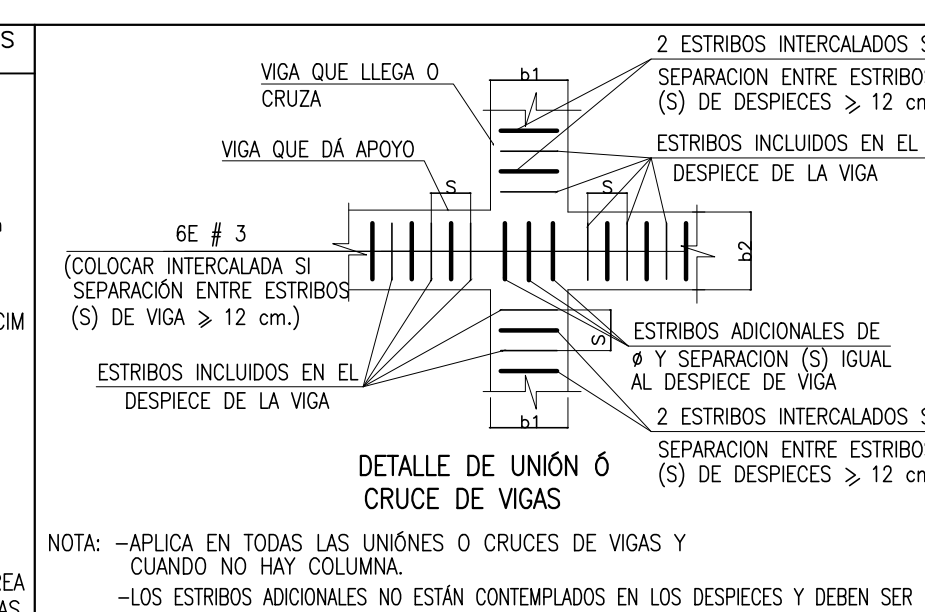 S
2 ESTRIBOS INTERCALADOS S
SEPARACION ENTRE ESTRIBOS
(S) DE DESPIECES ⩾ 12 cm
VIGA QUE LLEGA O
CRUZA
b1
ESTRIBOS INCLUIDOS EN EL
DESPIECE DE LA VIGA
VIGA QUE DÁ APOYO
S
S
6E # 3
(COLOCAR INTERCALADA SI
SEPARACIÓN ENTRE ESTRIBOS
(S) DE VIGA ⩾ 12 cm.)
b2
CIM
S
ESTRIBOS ADICIONALES DE
ø Y SEPARACION (S) IGUAL
AL DESPIECE DE VIGA
ESTRIBOS INCLUIDOS EN EL
DESPIECE DE LA VIGA
2 ESTRIBOS INTERCALADOS S
SEPARACION ENTRE ESTRIBOS
(S) DE DESPIECES ⩾ 12 cm
b1
DETALLE DE UNIÓN Ó
CRUCE DE VIGAS
NOTA: –APLICA EN TODAS LAS UNIÓNES O CRUCES DE VIGAS Y
CUANDO NO HAY COLUMNA.
–LOS ESTRIBOS ADICIONALES NO ESTÁN CONTEMPLADOS EN LOS DESPIECES Y DEBEN SER
REA
AS